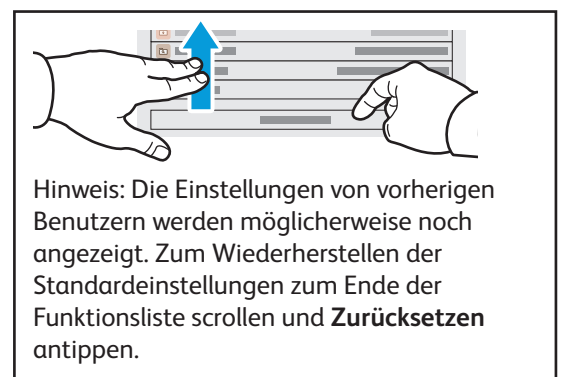 Hinweis: Die Einstellungen von vorherigen
Benutzern werden möglicherweise noch
angezeigt. Zum Wiederherstellen der
Standardeinstellungen zum Ende der
Funktionsliste scrollen und Zurücksetzen
antippen.